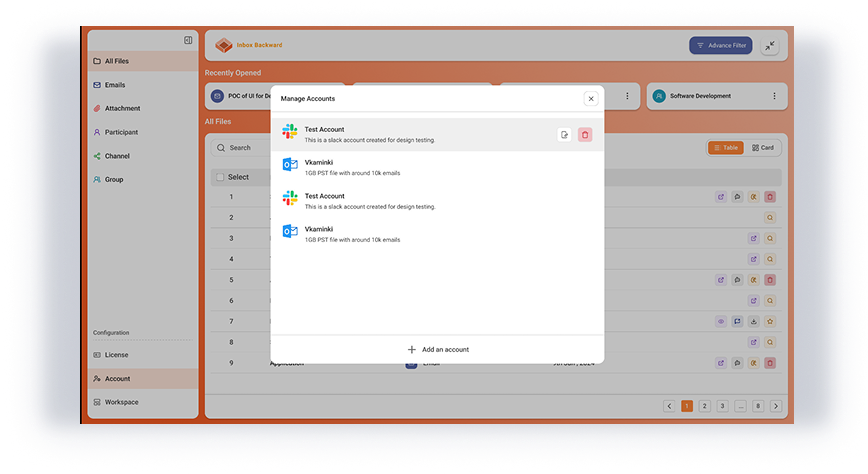 Inbox Backward
Advance Filter
All Files
Emails
Attachment
Participant
Channel
Group
Configuration
License
Account
Workspace
Recently Opened
POC of UI for De
Software Development
All Files
Search
Table
Card
Select
1
2
3
4
5
6
7
8
9
Application
Email
Manage Accounts
Test Account
This is a slack account created for design testing.
Vkaminki
1GB PST file with around 10k emails
Test Account
This is a slack account created for design testing.
Vkaminki
1GB PST file with around 10k emails
Add an account
1 2 3 ... 8